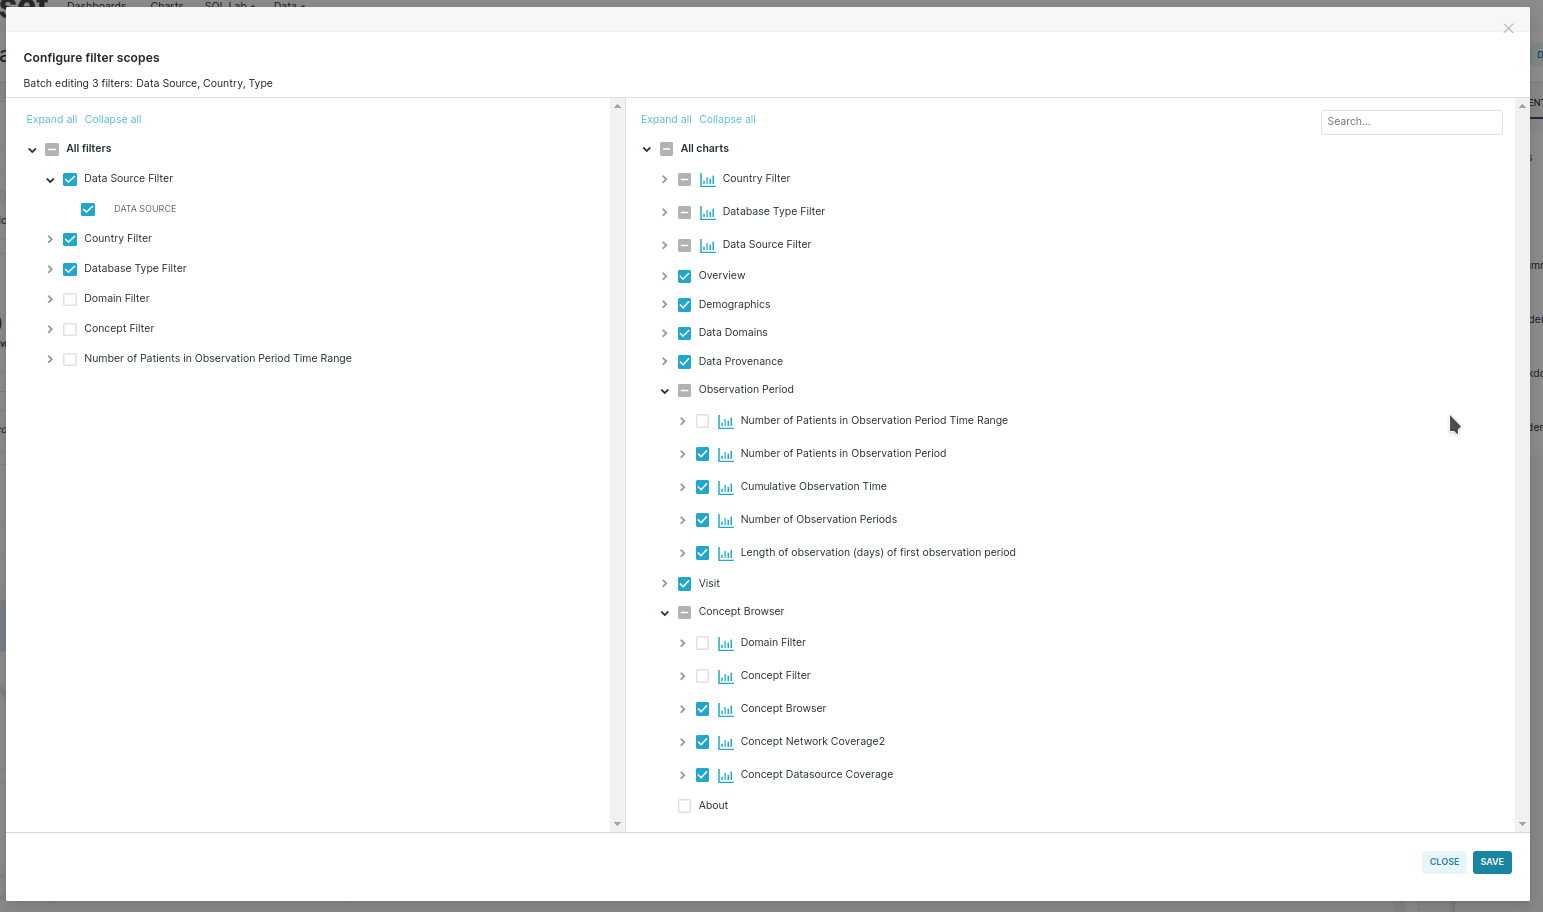 Dashboards Charts SQL Lab Data
Configure filter scopes
Batch editing 3 filters: Data Source, Country, Type
Expand all Collapse all
All filters
Data Source Filter
DATA SOURCE
Country Filter
Database Type Filter
Domain Filter
Concept Filter
Number of Patients in Observation Period Time Range
Expand all Collapse all
Search...
All charts
Country Filter
Database Type Filter
Data Source Filter
Overview
Demographics
Data Domains
Data Provenance
Observation Period
Number of Patients in Observation Period Time Range
Number of Patients in Observation Period
Cumulative Observation Time
Number of Observation Periods
Length of observation (days) of first observation period
Visit
Concept Browser
Domain Filter
Concept Filter
Concept Browser
Concept Network Coverage2
Concept Datasource Coverage
About
CLOSE SAVE